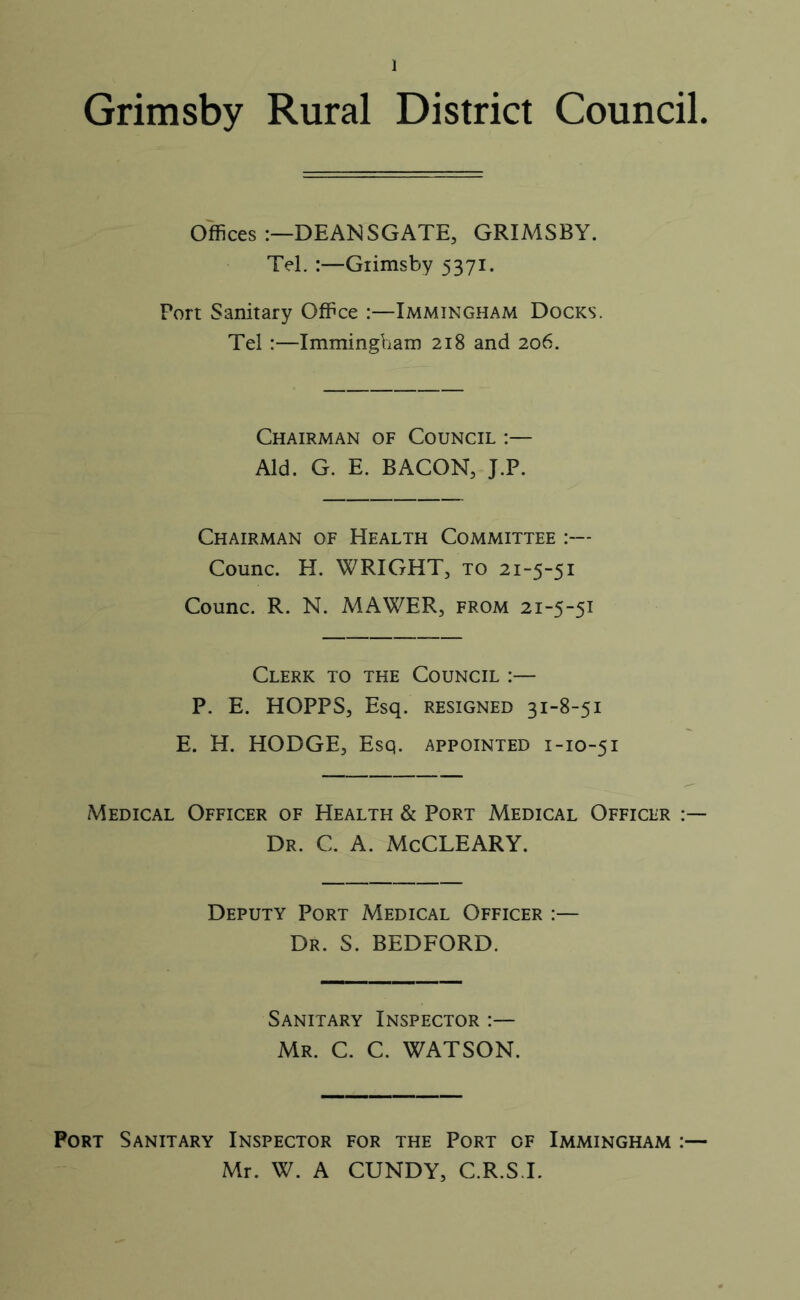 1
Grimsby Rural District Council.
Offices :—DEANSGATE, GRIMSBY.
Tel. :—Grimsby 5371.
Port Sanitary Office :—IMMINGHAM DOCKS.
Tel :—Immingham 218 and 206.
CHAIRMAN OF COUNCIL :—
Ald. G. E. BACON, J.P.
CHAIRMAN OF HEALTH COMMITTEE :—
Counc. H. WRIGHT, TO 21-5-51
Counc. R. N. MAWER, FROM 21-5-51
CLERK TO THE COUNCIL :—
P. E. HOPPS, Esq. RESIGNED 31-8-51
E. H. HODGE, Esq. APPOINTED 1-10-51
MEDICAL OFFICER OF HEALTH & PORT MEDICAL OFFICER :—
DR. C. A. McCLEARY.
DEPUTY PORT MEDICAL OFFICER :—
DR. S. BEDFORD.
SANITARY INSPECTOR :—
MR. C. C. WATSON.
PORT SANITARY INSPECTOR FOR THE PORT OF IMMINGHAM :—
Mr. W. A CUNDY, C.R.S.I.